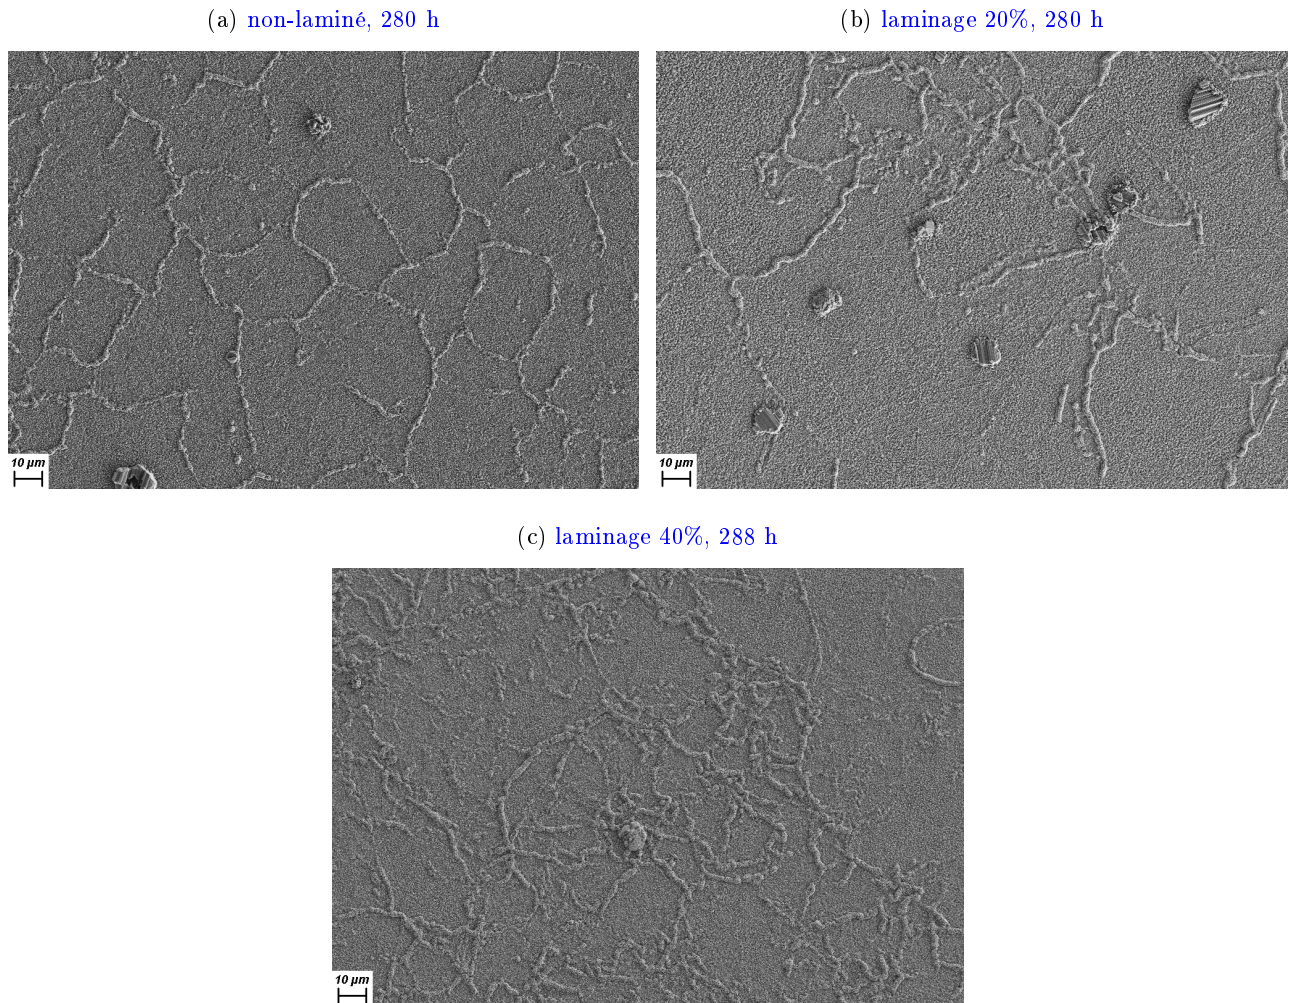 (a) non-laminé, 280 h
(b) laminage 20%, 280 h
10 µm
10 µm
(c) laminage 40%, 288 h
10 µm